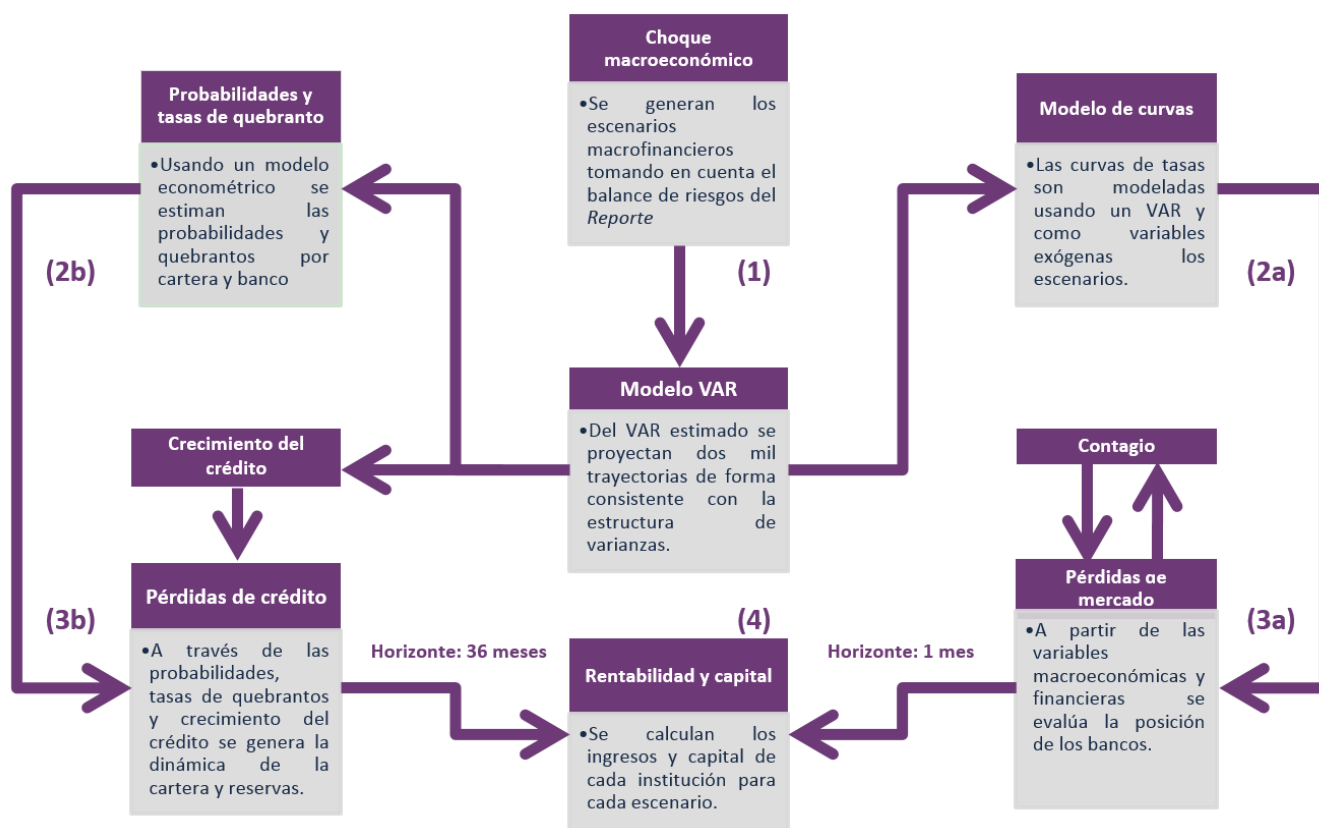 Choque
macroeconómico
•Se generan los
escenarios
macrofinancieros
tomando en cuenta el
balance de riesgos del
Reporte
Probabilidades y
tasas de quebranto
•Usando un modelo
econométrico se
estiman las
probabilidades y
quebrantos por
cartera y banco
Modelo de curvas
•Las curvas de tasas
son modeladas
usando un VAR y
como variables
exógenas los
escenarios.
(2b)
(1)
(2a)
Modelo VAR
•Del VAR estimado se
proyectan dos mil
trayectorias de forma
consistente con la
estructura de
varianzas.
Crecimiento del
crédito
Contagio
Pérdidas de crédito
•A través de las
probabilidades,
tasas de quebrantos
y crecimiento del
crédito se genera la
dinámica de la
cartera y reservas.
(3b)
Horizonte: 36 meses
(4)
Rentabilidad y capital
•Se calculan los
ingresos y capital de
cada institución para
cada escenario.
Horizonte: 1 mes
Pérdidas de
mercado
•A partir de las
variables
macroeconómicas y
financieras se
evalúa la posición
de los bancos.
(3a)